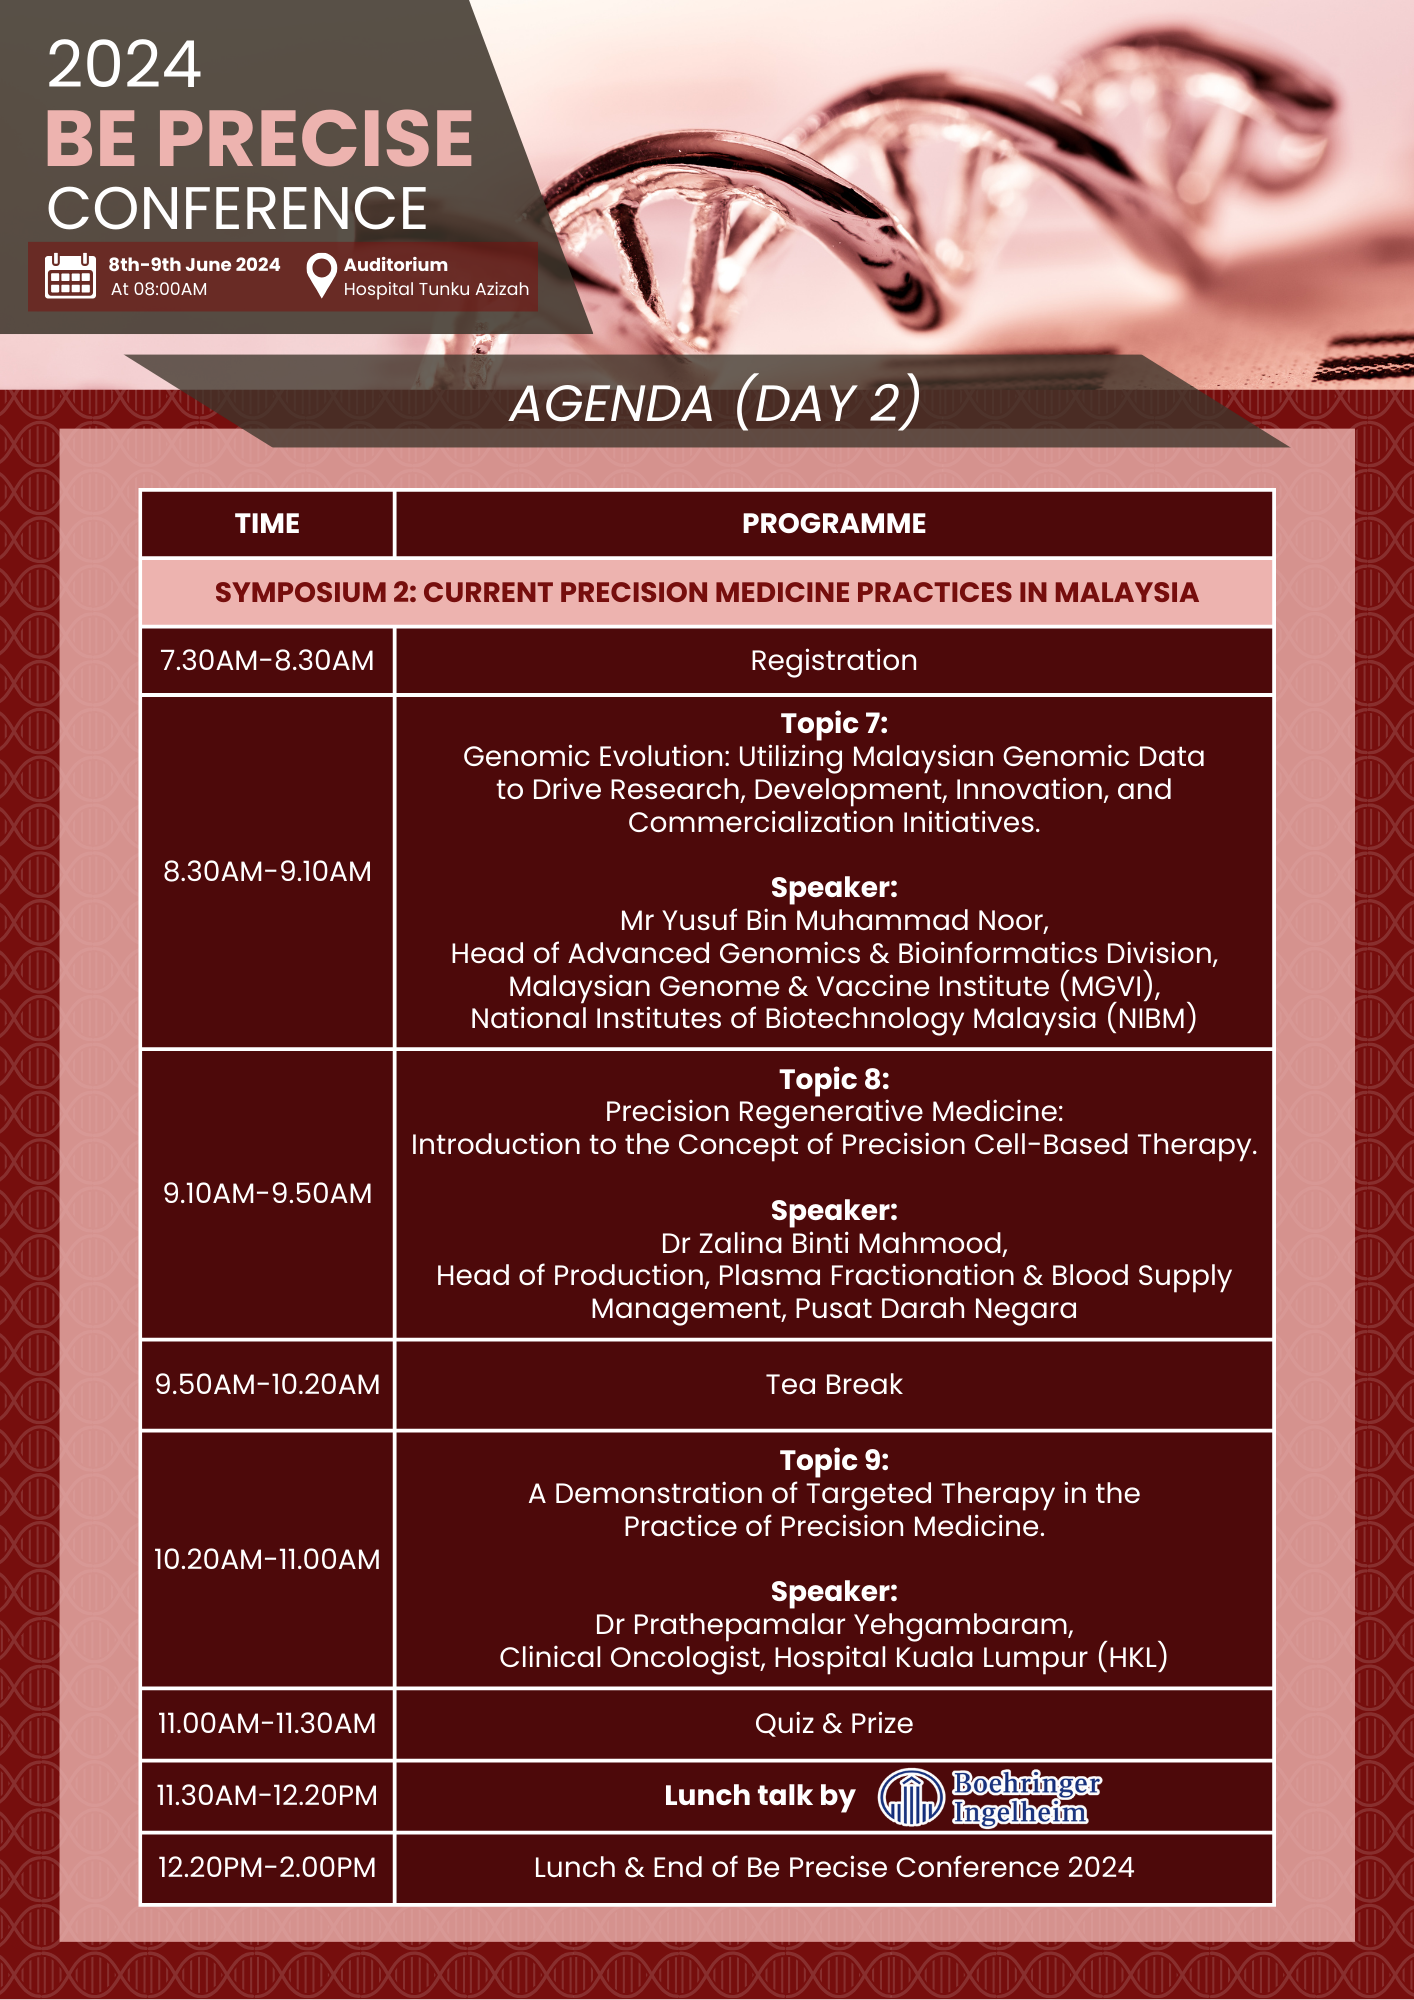 2024
BE PRECISE
CONFERENCE
8th-9th June 2024
At 08:00AM
Auditorium
Hospital Tunku Azizah
AGENDA (DAY 2)
TIME
PROGRAMME
SYMPOSIUM 2: CURRENT PRECISION MEDICINE PRACTICES IN MALAYSIA
7.30AM-8.30AM
Registration
8.30AM-9.10AM
Topic 7:
Genomic Evolution: Utilizing Malaysian Genomic Data
to Drive Research, Development, Innovation, and
Commercialization Initiatives.
Speaker:
Mr Yusuf Bin Muhammad Noor,
Head of Advanced Genomics & Bioinformatics Division,
Malaysian Genome & Vaccine Institute (MGVI),
National Institutes of Biotechnology Malaysia (NIBM)
9.10AM-9.50AM
Topic 8:
Precision Regenerative Medicine:
Introduction to the Concept of Precision Cell-Based Therapy.
Speaker:
Dr Zalina Binti Mahmood,
Head of Production, Plasma Fractionation & Blood Supply
Management, Pusat Darah Negara
9.50AM-10.20AM
Tea Break
10.20AM-11.00AM
Topic 9:
A Demonstration of Targeted Therapy in the
Practice of Precision Medicine.
Speaker:
Dr Prathepamalar Yehgambaram,
Clinical Oncologist, Hospital Kuala Lumpur (HKL)
11.00AM-11.30AM
Quiz & Prize
11.30AM-12.20PM
Lunch talk by
Boehringer
Ingelheim
12.20PM-2.00PM
Lunch & End of Be Precise Conference 2024